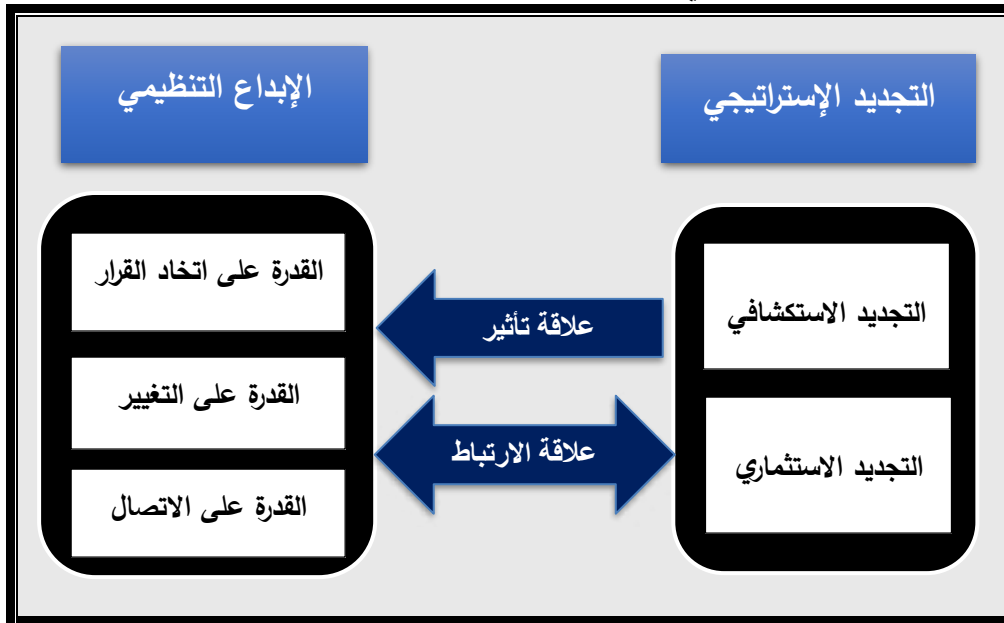 التجديد الإستراتيجي
الإبداع التنظيمي
التجديد الاستكشافي
التجديد الاستثماري
علاقة تأثير
علاقة الارتباط
القدرة على اتخاد القرار
القدرة على التغيير
القدرة على الاتصال